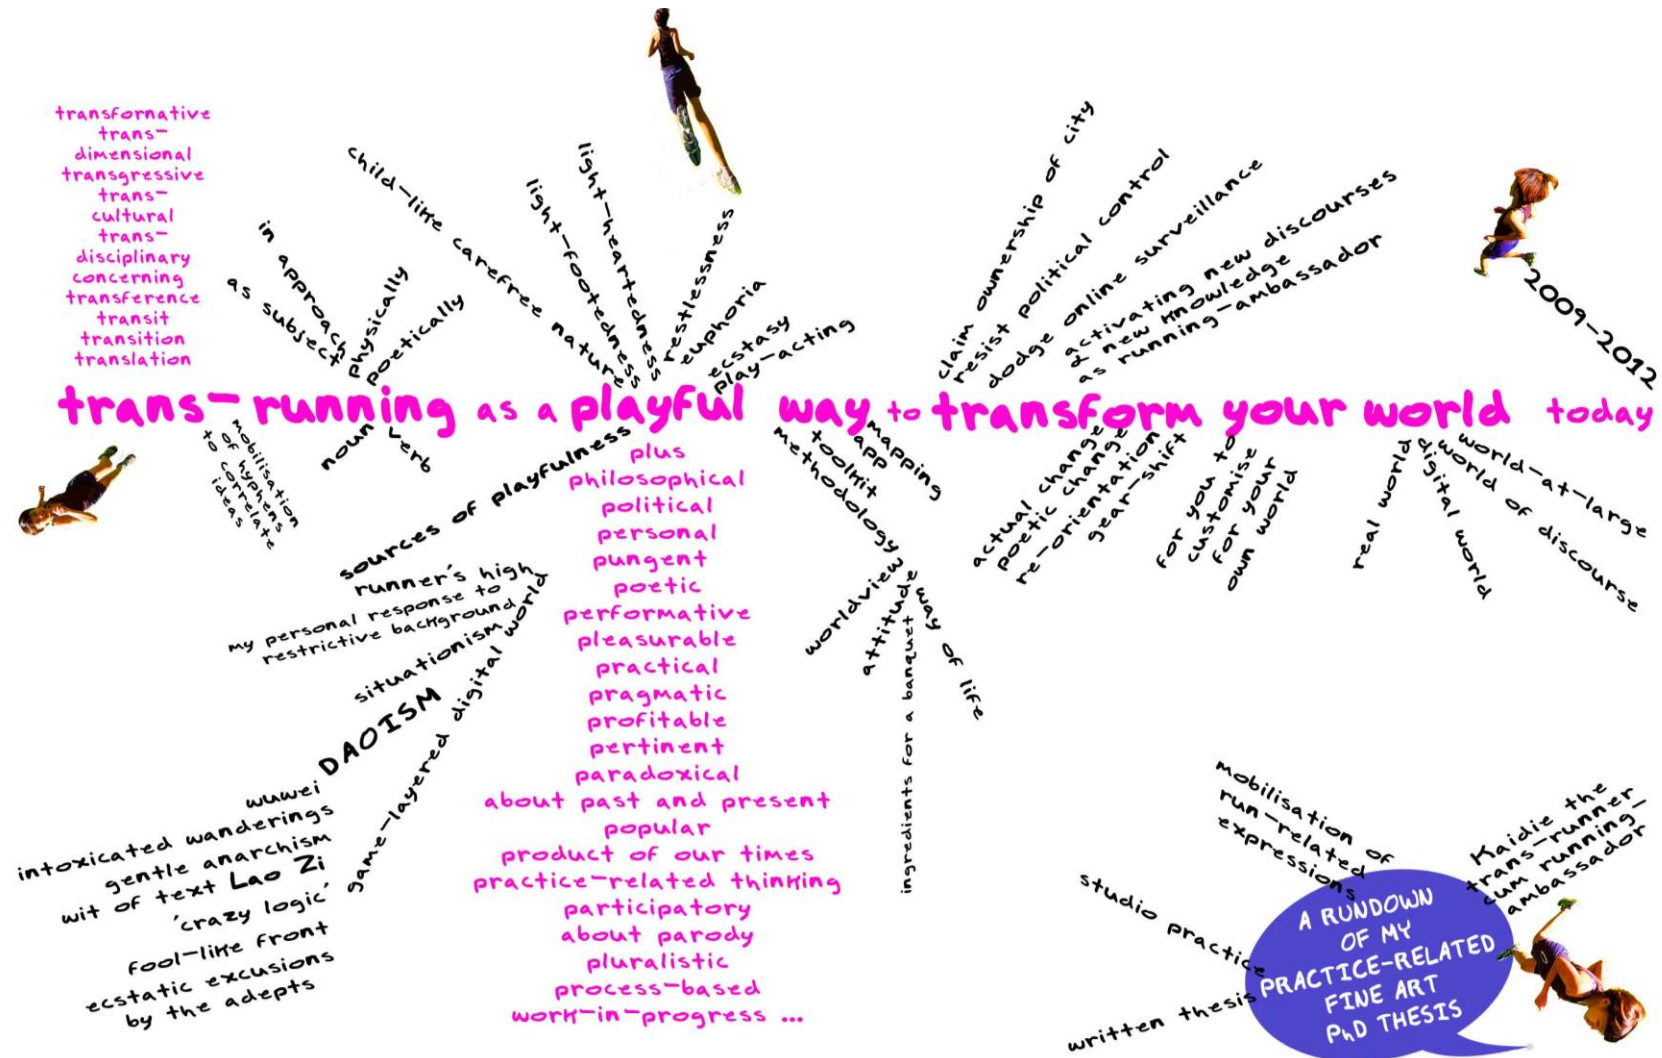 transfornative
trans-
dimensional
transgressive
trans-
cultural
trans-
disciplinary
concerning
transference
transit
transition
translation
as subject
in approach
physically
poetically
child-like carefree nature
light-footedness
light-heartedness
restlessness
euphoria
ecstasy
play-acting
claim ownership of city
resist political control
dodge online surveillance
activating new discourses
& new knowledge
as running-ambassador
2009-2012
trans-running as a playful way to transform your world today
mobilisation
of hyphens
to correlate
ideas
noun
verb
sources of playfulness
runner's high
my personal response to
restrictive background
situationism
DAOISM
game-layered digital world
wuwei
intoxicated wanderings
gentle anarchism
wit of text Lao Zi
'crazy logic'
fool-like front
ecstatic excusions
by the adepts
plus
philosophical
political
personal
pungent
poetic
performative
pleasurable
practical
pragmatic
profitable
pertinent
paradoxical
about past and present
popular
product of our times
practice-related thinking
participatory
about parody
pluralistic
process-based
work-in-progress ...
methodology
toolkit
app
mapping
worldview
attitude
ingredients for a banquet
way of life
actual change
poetic change
re-orientation
gear-shift
for you to
customise
for your
own world
real world
digital world
world of discourse
world-at-large
mobilisation of
run-related
expressions
studio practice
written thesis
Kaidie the
trans-runner
cum running-
ambassador
A RUNDOWN
OF MY
PRACTICE-RELATED
FINE ART
PhD THESIS